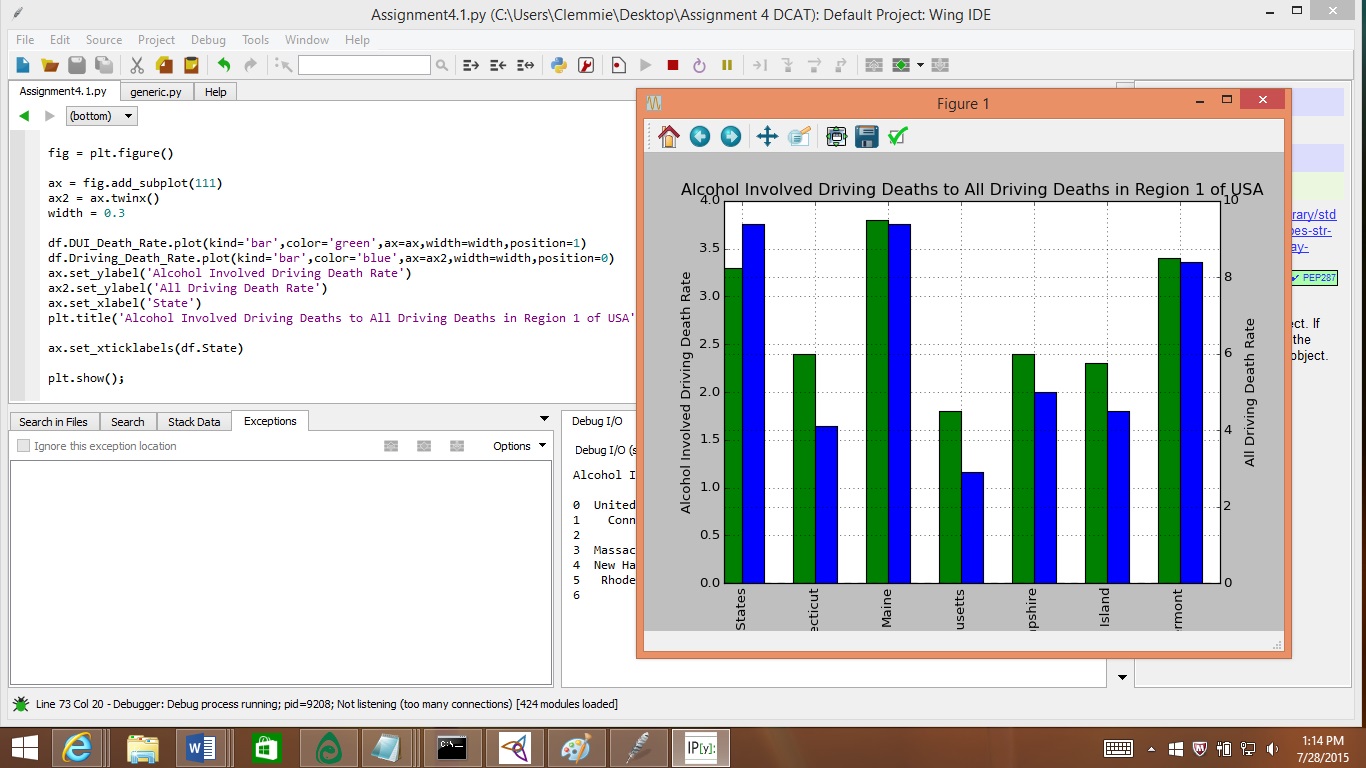 Assignment4.1.py (C:\Users\Clemmie\Desktop\Assignment 4 DCAT): Default Project: Wing IDE
File Edit Source Project Debug Tools Window Help
Assignment4.1.py generic.py Help
(bottom)
fig = plt.figure()
ax = fig.add_subplot(111)
ax2 = ax.twinx()
width = 0.3
df.DUI_Death_Rate.plot(kind='bar',color='green',ax=ax,width=width,position=1)
df.Driving_Death_Rate.plot(kind='bar',color='blue',ax=ax2,width=width,position=0)
ax.set_ylabel('Alcohol Involved Driving Death Rate')
ax2.set_ylabel('All Driving Death Rate')
ax.set_xlabel('State')
plt.title('Alcohol Involved Driving Deaths to All Driving Deaths in Region 1 of USA'
ax.set_xticklabels(df.State)
plt.show();
Search in Files Search Stack Data Exceptions
Ignore this exception location Options
Debug I/O
Debug I/O (s
Alcohol I
0 United
1 Conn
2
3 Massac
4 New Ha
5 Rhode
6
Figure 1
Alcohol Involved Driving Deaths to All Driving Deaths in Region 1 of USA
Alcohol Involved Driving Death Rate
4.0
3.5
3.0
2.5
2.0
1.5
1.0
0.5
0.0
10
8
6
4
2
0
All Driving Death Rate
States ecticut Maine usetts pshire Island rmont
rary/std
pes-str-
ay-
PEP287
ect. If
the
object.
Line 73 Col 20 - Debugger: Debug process running; pid=9208; Not listening (too many connections) [424 modules loaded]
C:\_
IP[y]:
1:14 PM
7/28/2015